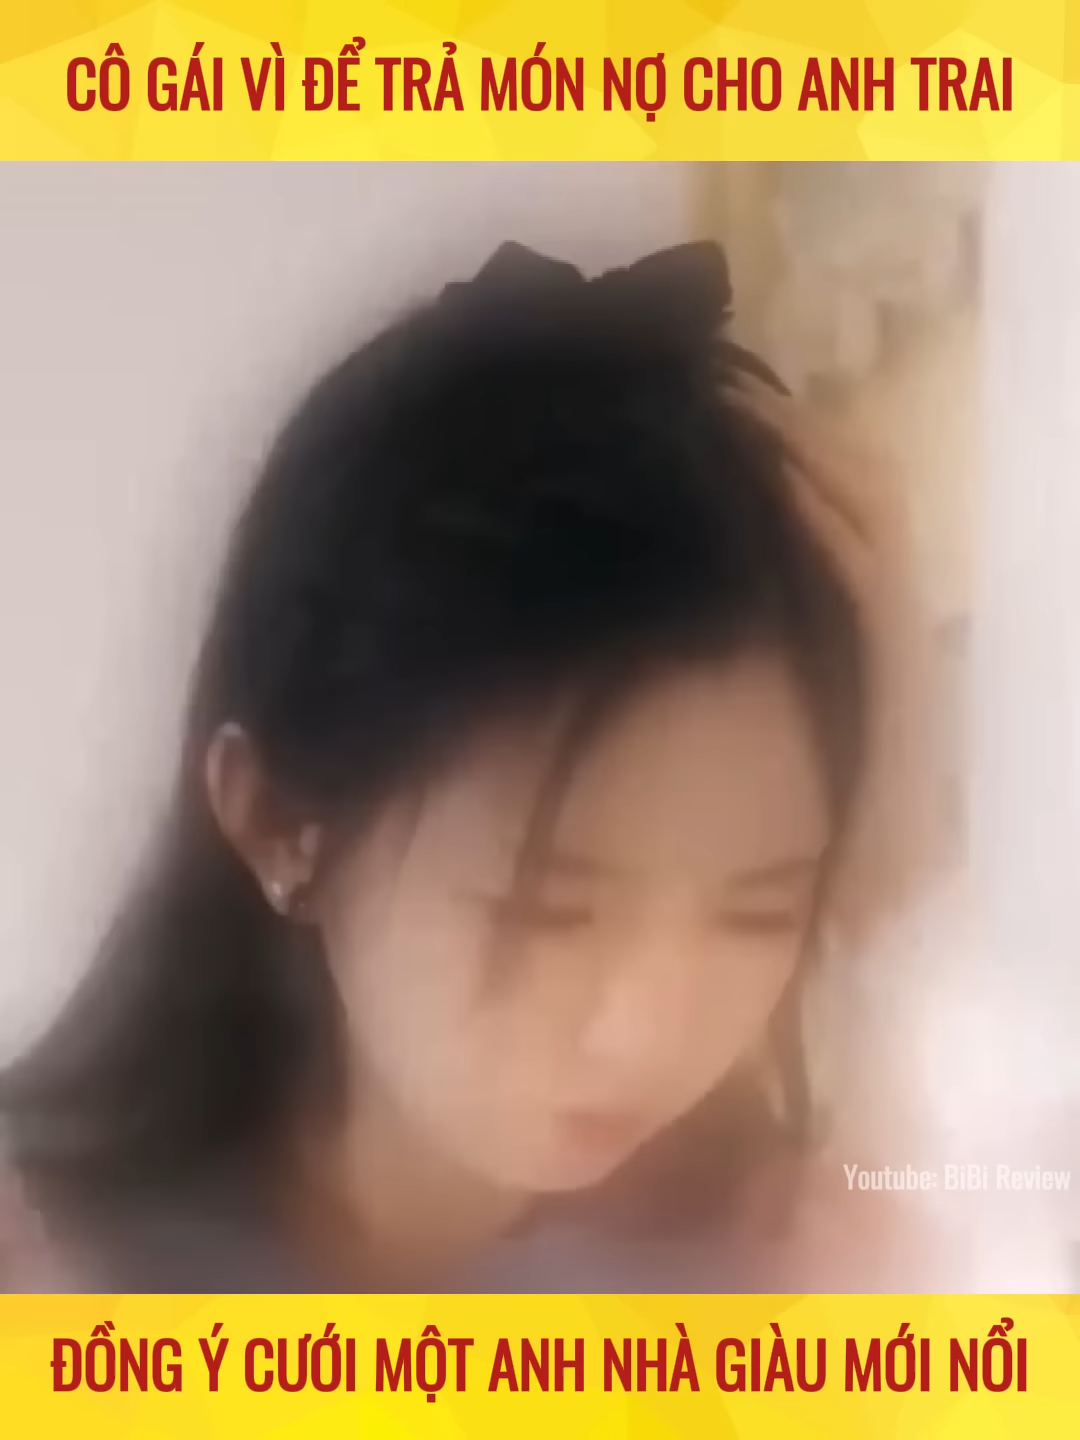 CÔ GÁI VÌ ĐỂ TRẢ MÓN NỢ CHO ANH TRAI
Youtube: BiBi Review
ĐỒNG Ý CƯỚI MỘT ANH NHÀ GIÀU MỚI NỔI